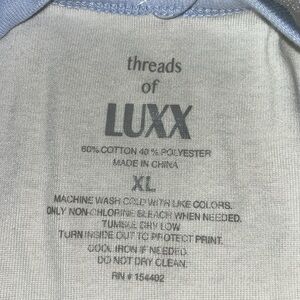 threads
of
LUXX
60% COTTON 40 % POLYESTER
MADE IN CHINA
XL
MACHINE WASH COLD WITH LIKE COLORS.
ONLY NON-CHLORINE BLEACH WHEN NEEDED.
TUMBLE DRY LOW
TURN INSIDE OUT TO PROTECT PRINT.
COOL IRON IF NEEDED
DO NOT DRY CLEAN.
RN # 154492